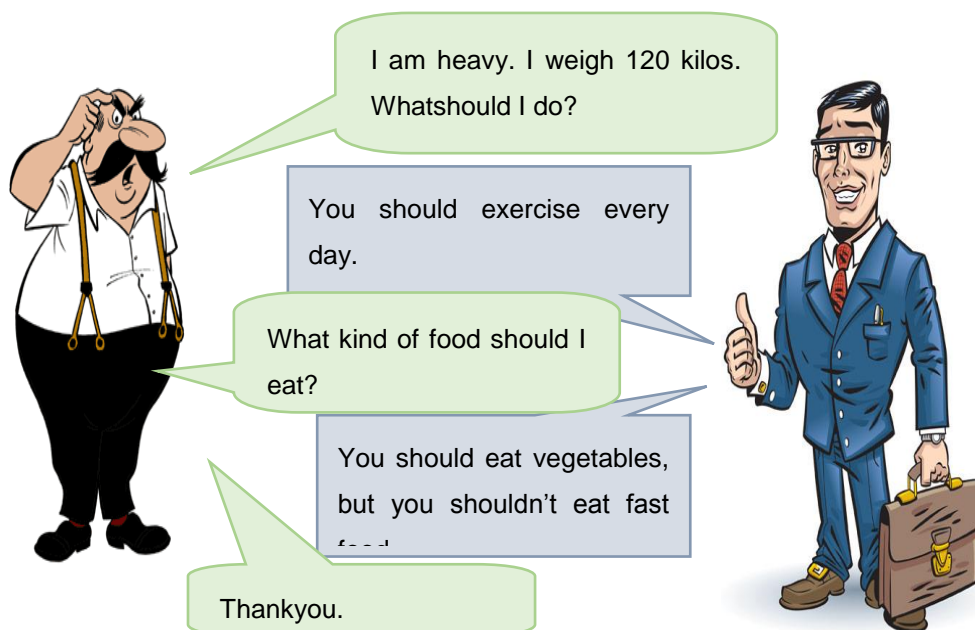 I am heavy. I weigh 120 kilos.
Whatshould I do?
You should exercise every
day.
What kind of food should I
eat?
You should eat vegetables,
but you shouldn’t eat fast
food
Thankyou.